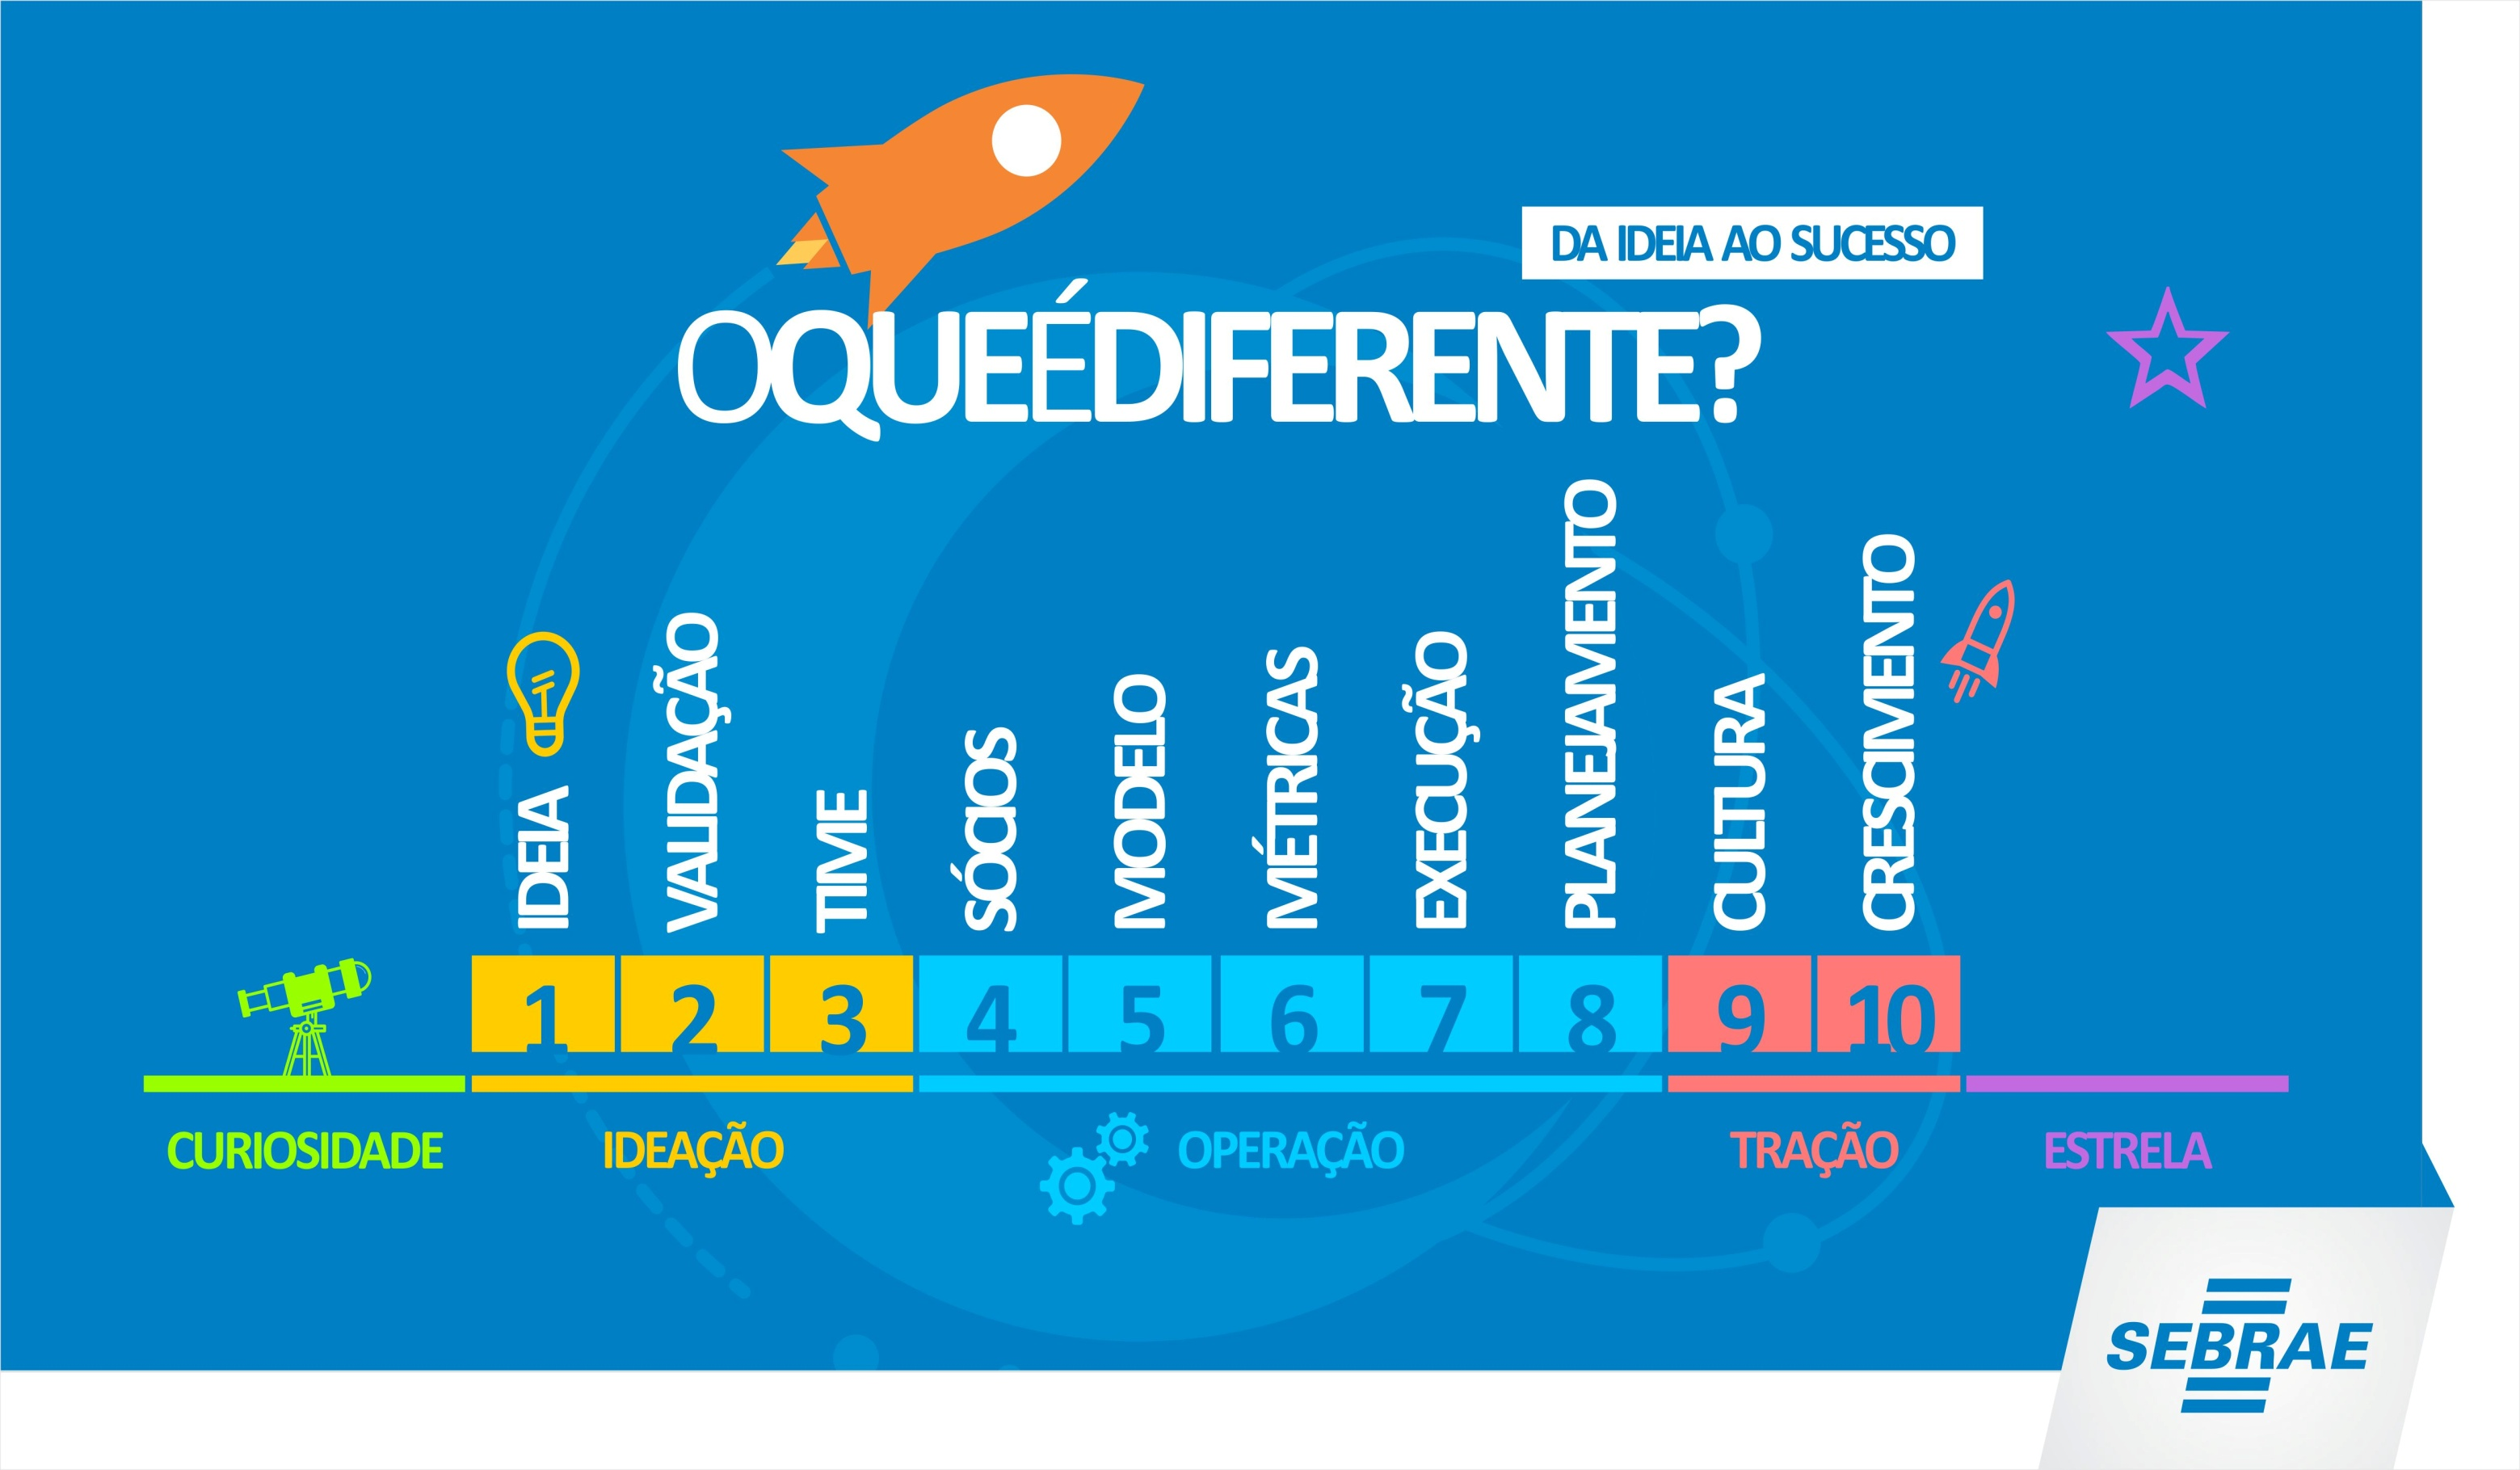 DA IDEIA AO SUCESSO
OQUEÉDIFERENTE?
IDEIA
VALIDAÇÃO
TIME
SÓCIOS
MODELO
MÉTRICAS
EXECUÇÃO
PLANEJAMENTO
CULTURA
CRESCIMENTO
1 2 3 4 5 6 7 8 9 10
CURIOSIDADE IDEAÇÃO OPERAÇÃO TRAÇÃO ESTRELA
SEBRAE